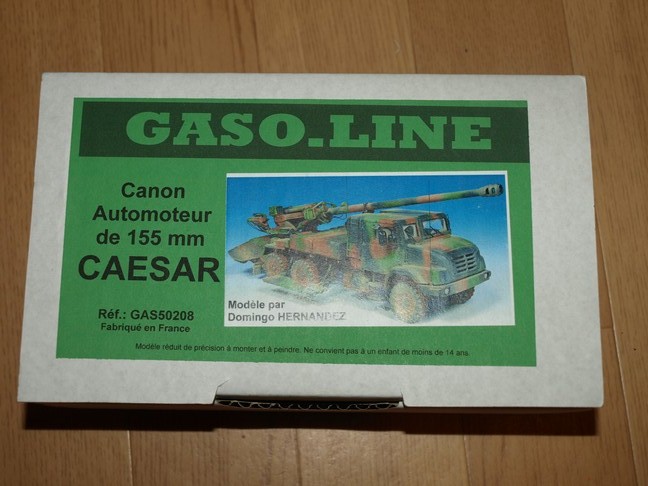 GASO.LINE
Canon
Automoteur
de 155 mm
CAESAR
Réf.: GAS50208
Fabriqué en France
Modèle par
Domingo HERNANDEZ
Modèle réduit de précision à monter et à peindre. Ne convient pas à un enfant de moins de 14 ans.